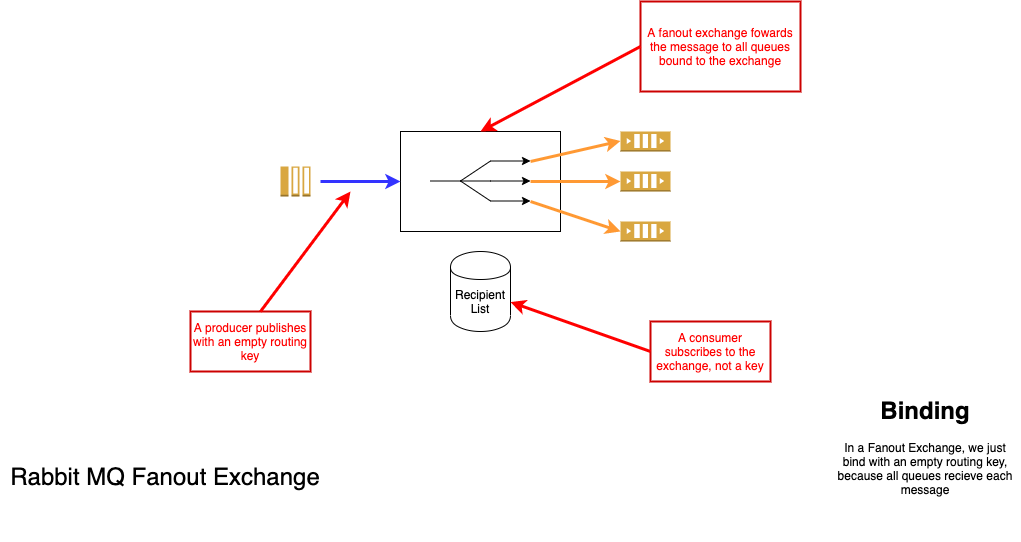 A fanout exchange fowards
the message to all queues
bound to the exchange
Recipient
List
A producer publishes
with an empty routing
key
A consumer
subscribes to the
exchange, not a key
Binding
In a Fanout Exchange, we just
bind with an empty routing key,
because all queues recieve each
message
Rabbit MQ Fanout Exchange